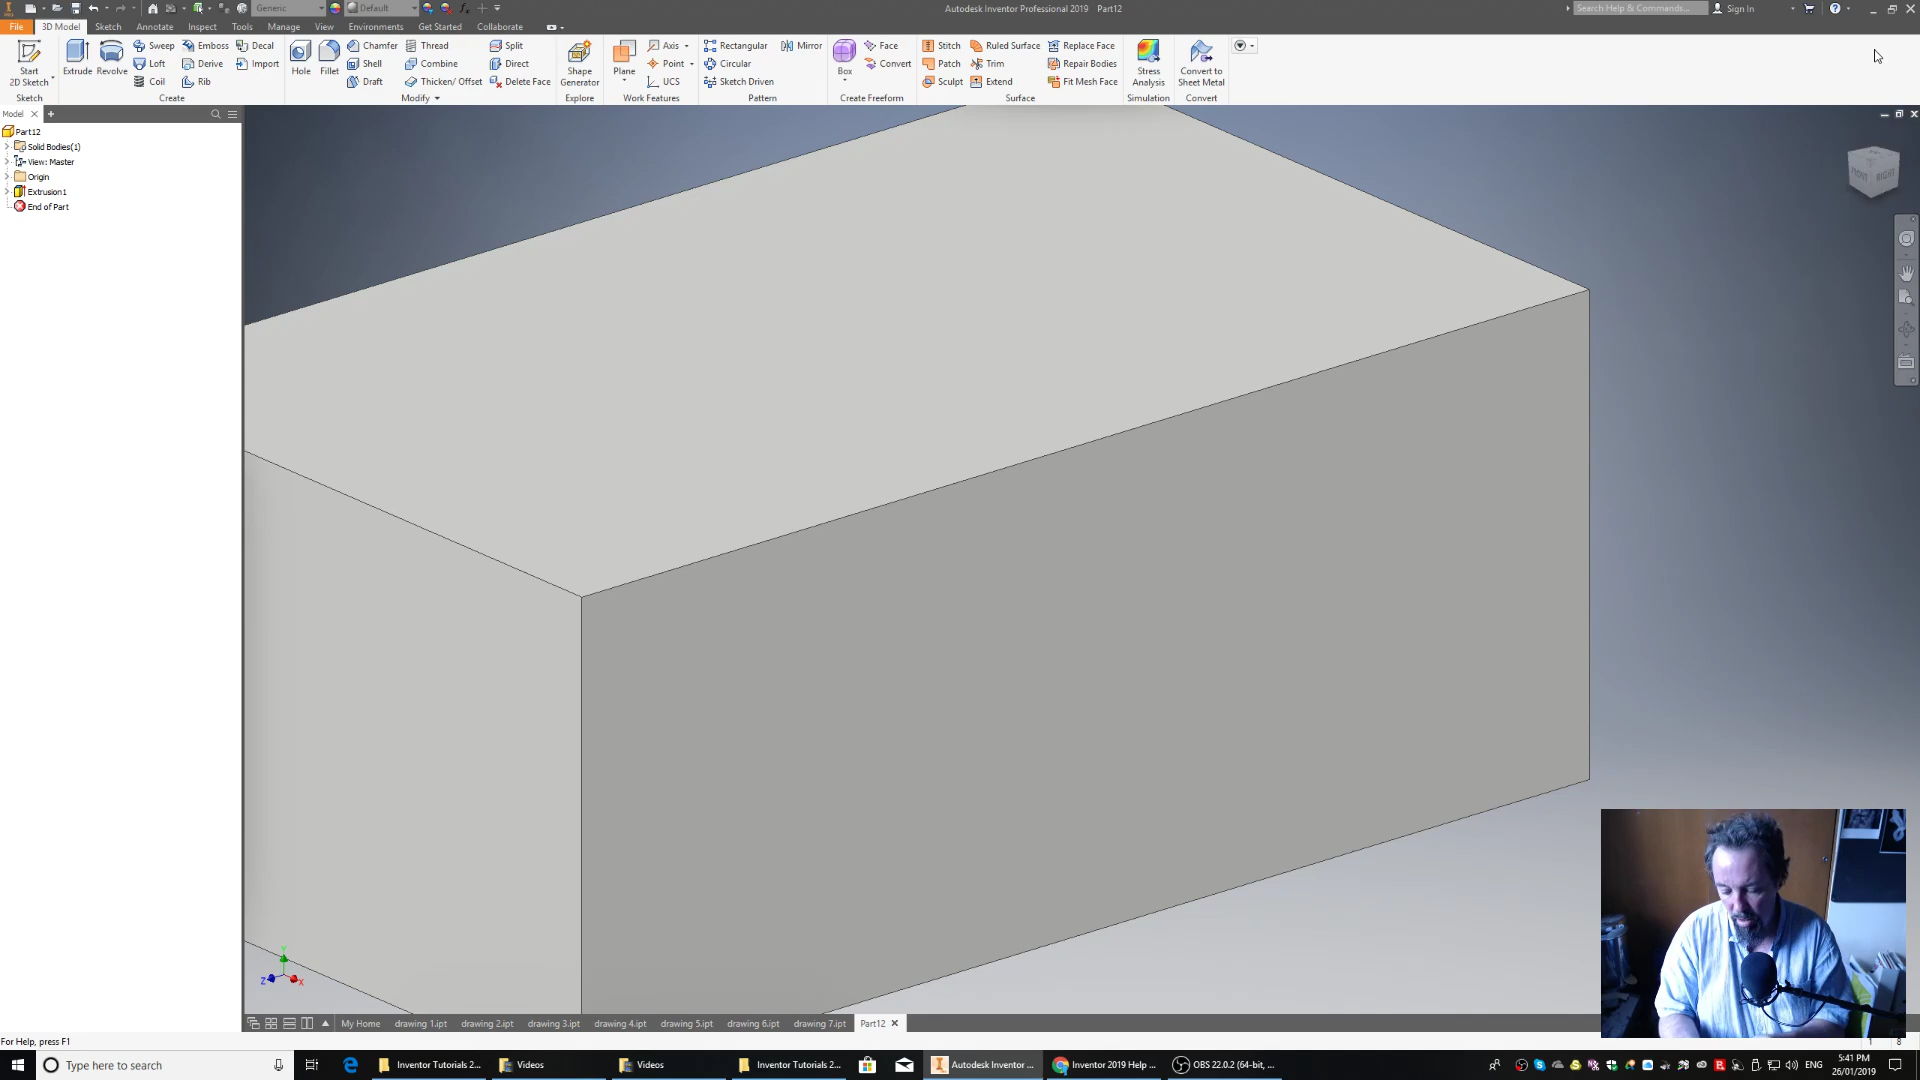 Generic
Default
Autodesk Inventor Professional 2019 Part12
Search Help & Commands...
Sign In
File 3D Model Sketch Annotate Inspect Tools Manage View Environments Get Started Collaborate
Start
2D Sketch
Extrude
Revolve
Sweep
Loft
Coil
Emboss
Derive
Rib
Decal
Import
Hole
Fillet
Chamfer
Shell
Draft
Thread
Combine
Thicken/ Offset
Split
Direct
Delete Face
Shape
Generator
Plane
Axis
Point
UCS
Rectangular
Circular
Sketch Driven
Mirror
Box
Face
Convert
Stitch
Patch
Sculpt
Ruled Surface
Trim
Extend
Replace Face
Repair Bodies
Fit Mesh Face
Stress
Analysis
Convert to
Sheet Metal
Sketch Create Modify Explore Work Features Pattern Create Freeform Surface Simulation Convert
Model
Part12
Solid Bodies(1)
View: Master
Origin
Extrusion1
End of Part
RIGHT
Y
Z
X
My Home drawing 1.ipt drawing 2.ipt drawing 3.ipt drawing 4.ipt drawing 5.ipt drawing 6.ipt drawing 7.ipt Part12
For Help, press F1
1 8
Type here to search
Inventor Tutorials 2...
Videos
Videos
Inventor Tutorials 2...
Autodesk Inventor ...
Inventor 2019 Help ...
OBS 22.0.2 (64-bit, ...
ENG
5:41 PM
26/01/2019